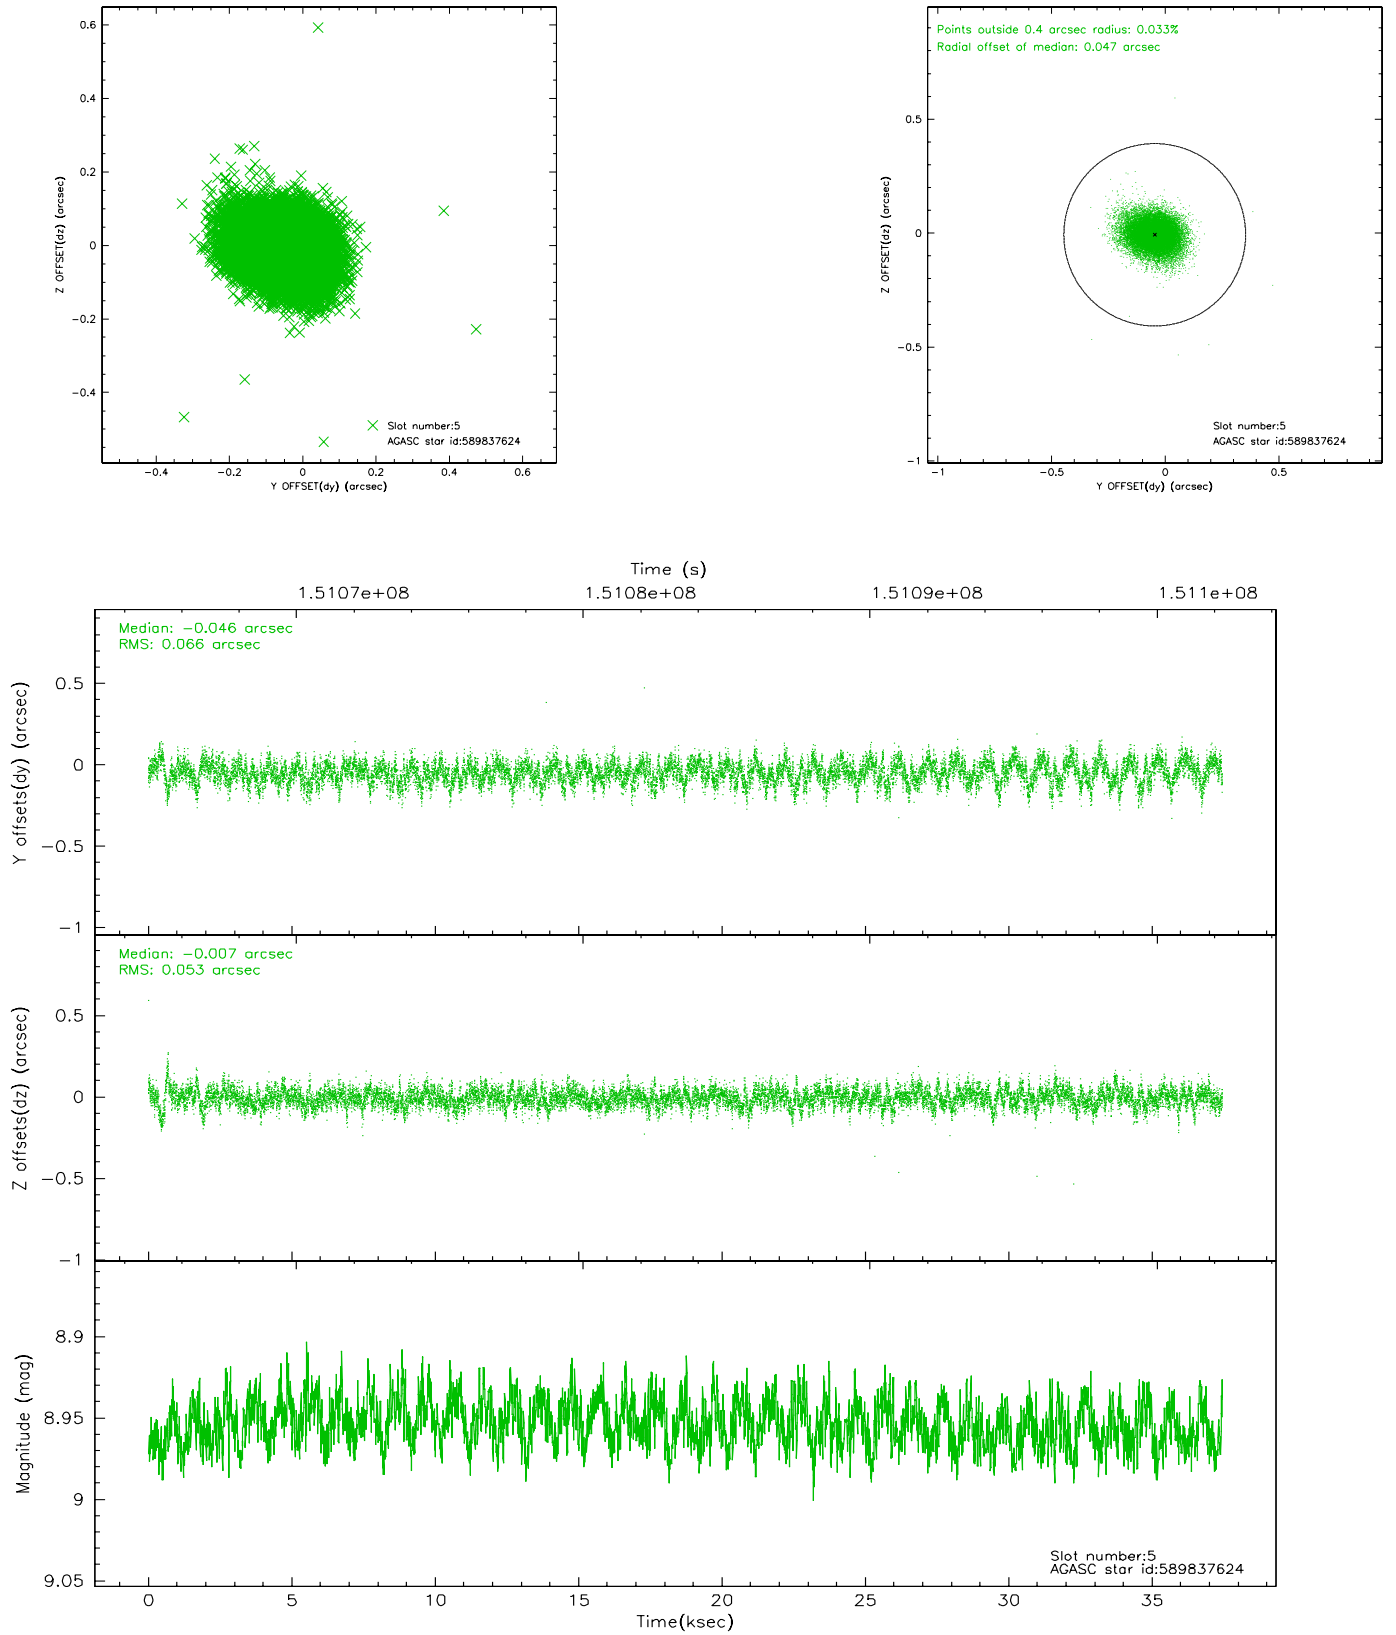 0.6
0.4
0.2
0
−0.2
−0.4
Z OFFSET(dz) (arcsec)
Slot number:5
AGASC star id:589837624
−0.4 −0.2 0 0.2 0.4 0.6
Y OFFSET(dy) (arcsec)
Points outside 0.4 arcsec radius: 0.033%
Radial offset of median: 0.047 arcsec
0.5
0
−0.5
−1
Z OFFSET(dz) (arcsec)
Slot number:5
AGASC star id:589837624
−1 −0.5 0 0.5
Y OFFSET(dy) (arcsec)
Time (s)
1.5107e+08 1.5108e+08 1.5109e+08 1.511e+08
Median: −0.046 arcsec
RMS: 0.066 arcsec
0.5
0
−0.5
−1
Y offsets(dy) (arcsec)
Median: −0.007 arcsec
RMS: 0.053 arcsec
0.5
0
−0.5
−1
Z offsets(dz) (arcsec)
8.9
8.95
9
9.05
Magnitude (mag)
Slot number:5
AGASC star id:589837624
0 5 10 15 20 25 30 35
Time(ksec)